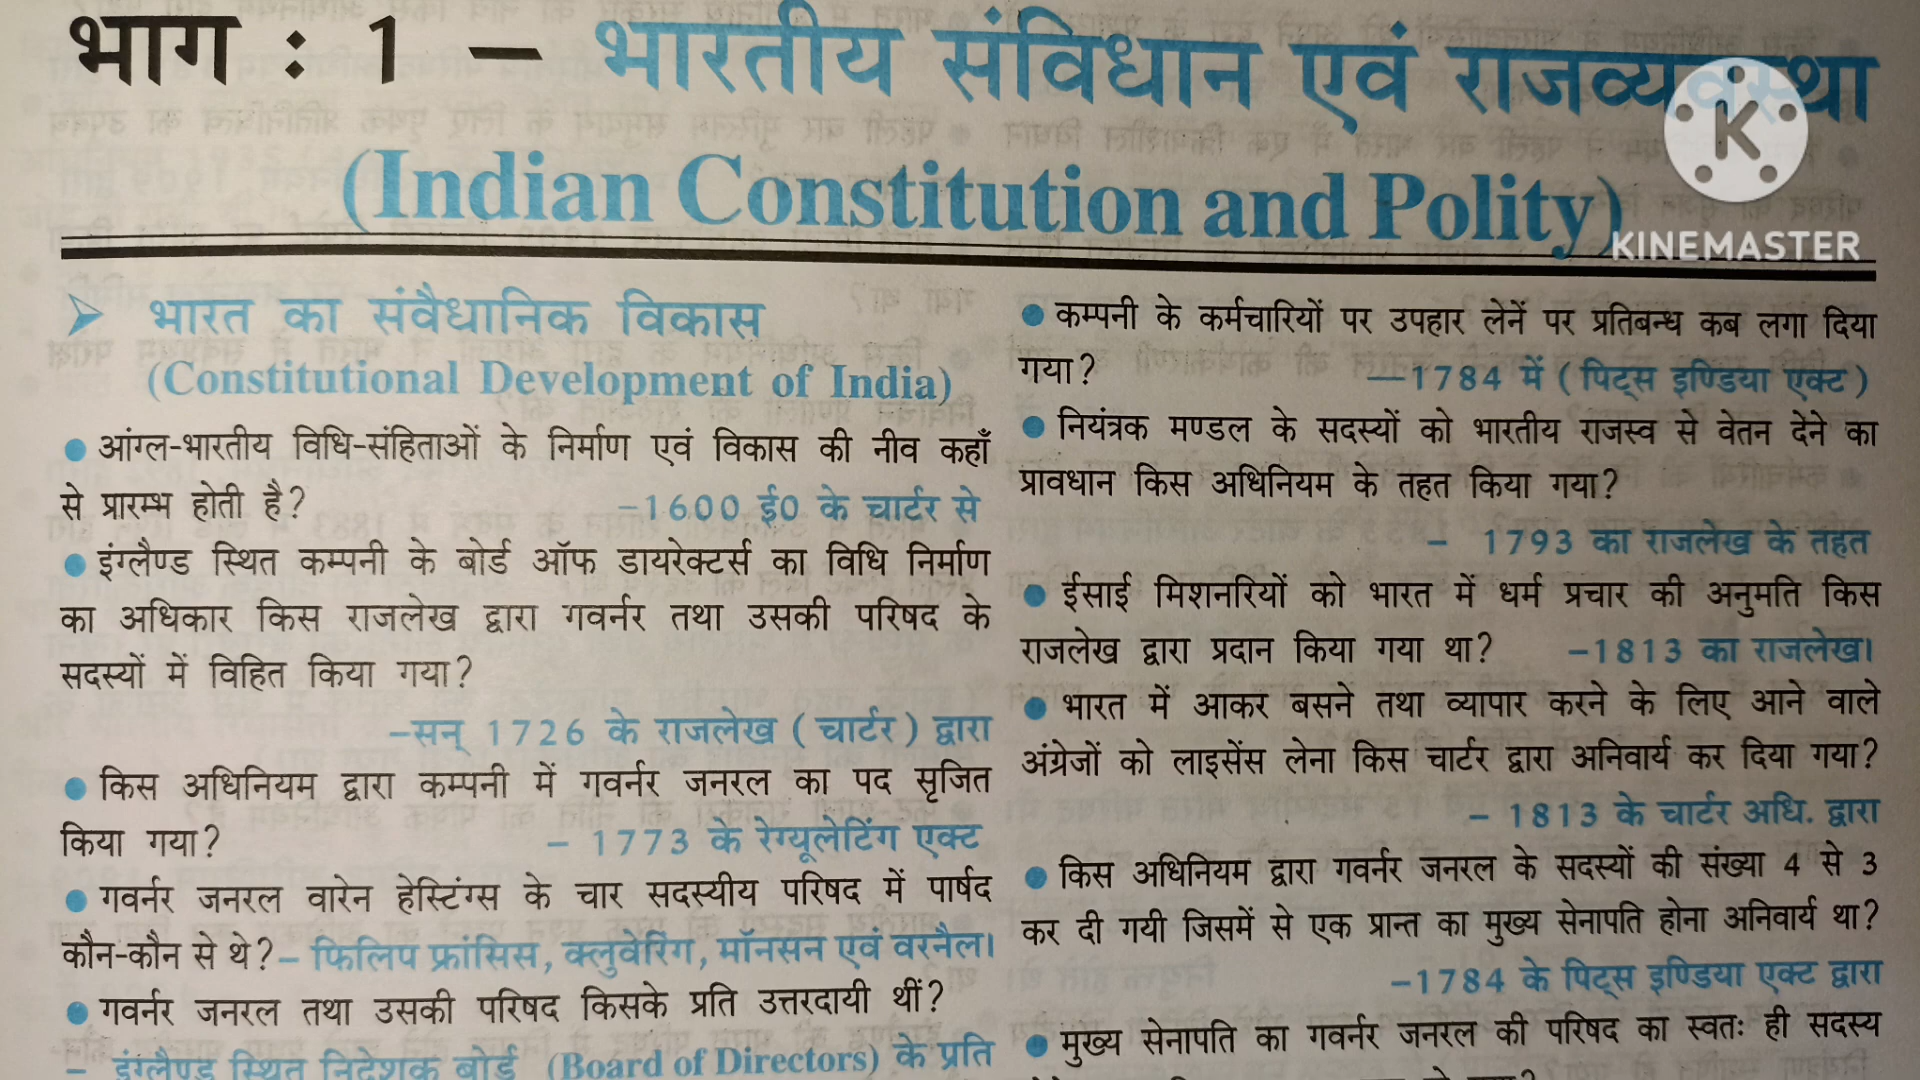 भाग : 1 – भारतीय संविधान एवं राजव्यवस्था
(Indian Constitution and Polity)
K
KINEMASTER
भारत का संवैधानिक विकास
(Constitutional Development of India)
• आंग्ल-भारतीय विधि-संहिताओं के निर्माण एवं विकास की नीव कहाँ
से प्रारम्भ होती है? –1600 ई0 के चार्टर से
• इंग्लैण्ड स्थित कम्पनी के बोर्ड ऑफ डायरेक्टर्स का विधि निर्माण
का अधिकार किस राजलेख द्वारा गवर्नर तथा उसकी परिषद के
सदस्यों में विहित किया गया?
–सन् 1726 के राजलेख (चार्टर) द्वारा
• किस अधिनियम द्वारा कम्पनी में गवर्नर जनरल का पद सृजित
किया गया? – 1773 के रेग्यूलेटिंग एक्ट
• गवर्नर जनरल वारेन हेस्टिंग्स के चार सदस्यीय परिषद में पार्षद
कौन-कौन से थे? – फिलिप फ्रांसिस, क्लुवेरिंग, मॉनसन एवं वरनैल।
• गवर्नर जनरल तथा उसकी परिषद किसके प्रति उत्तरदायी थीं?
– इंग्लैण्ड स्थित निदेशक बोर्ड (Board of Directors) के प्रति
• कम्पनी के कर्मचारियों पर उपहार लेनें पर प्रतिबन्ध कब लगा दिया
गया? —1784 में (पिट्स इण्डिया एक्ट)
• नियंत्रक मण्डल के सदस्यों को भारतीय राजस्व से वेतन देंने का
प्रावधान किस अधिनियम के तहत किया गया?
– 1793 का राजलेख के तहत
• ईसाई मिशनरियों को भारत में धर्म प्रचार की अनुमति किस
राजलेख द्वारा प्रदान किया गया था? –1813 का राजलेख।
• भारत में आकर बसने तथा व्यापार करने के लिए आने वाले
अंग्रेजों को लाइसेंस लेना किस चार्टर द्वारा अनिवार्य कर दिया गया?
– 1813 के चार्टर अधि. द्वारा
• किस अधिनियम द्वारा गवर्नर जनरल के सदस्यों की संख्या 4 से 3
कर दी गयी जिसमें से एक प्रान्त का मुख्य सेनापति होना अनिवार्य था?
–1784 के पिट्स इण्डिया एक्ट द्वारा
• मुख्य सेनापति का गवर्नर जनरल की परिषद का स्वतः ही सदस्य